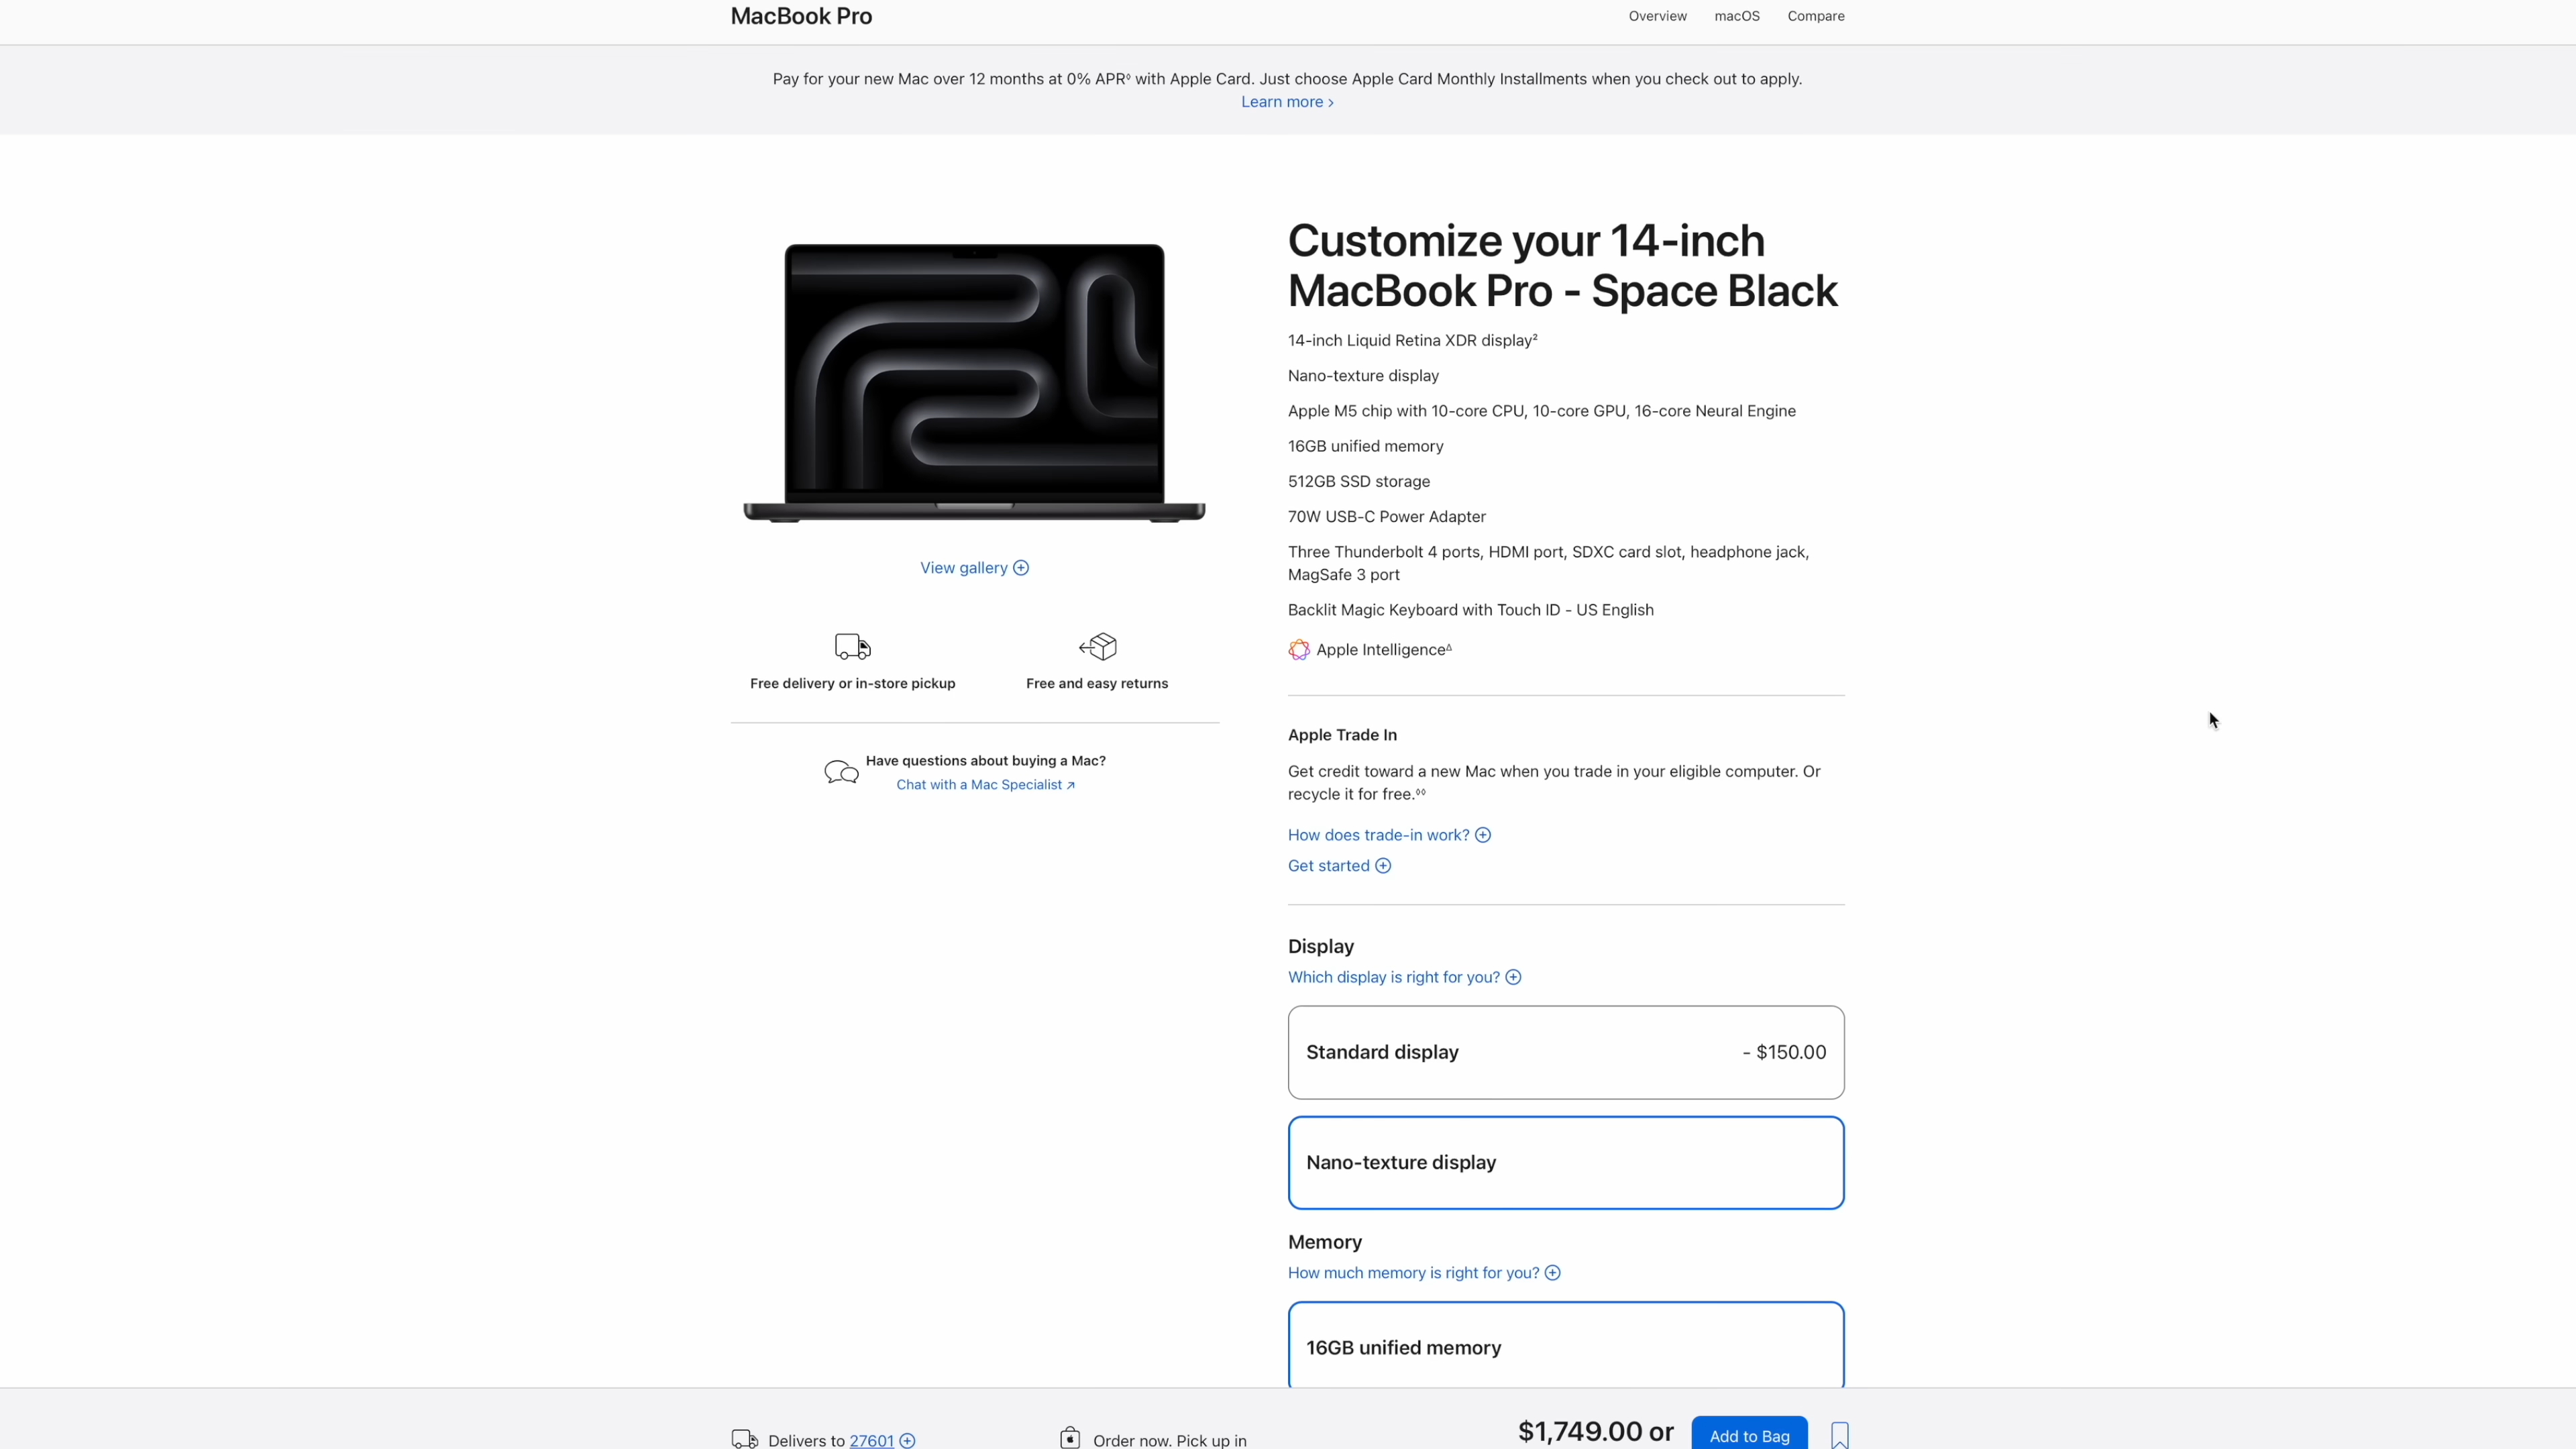 MacBook Pro
Overview
macOS
Compare
Pay for your new Mac over 12 months at 0% APR◊ with Apple Card. Just choose Apple Card Monthly Installments when you check out to apply.
Learn more ›
Customize your 14-inch
MacBook Pro - Space Black
14-inch Liquid Retina XDR display²
Nano-texture display
Apple M5 chip with 10-core CPU, 10-core GPU, 16-core Neural Engine
16GB unified memory
512GB SSD storage
70W USB-C Power Adapter
Three Thunderbolt 4 ports, HDMI port, SDXC card slot, headphone jack,
MagSafe 3 port
Backlit Magic Keyboard with Touch ID - US English
Apple Intelligence∆
View gallery
Free delivery or in-store pickup
Free and easy returns
Have questions about buying a Mac?
Chat with a Mac Specialist ↗
Apple Trade In
Get credit toward a new Mac when you trade in your eligible computer. Or
recycle it for free.◊◊
How does trade-in work?
Get started
Display
Which display is right for you?
Standard display
- $150.00
Nano-texture display
Memory
How much memory is right for you?
16GB unified memory
Delivers to 27601
Order now. Pick up in
$1,749.00 or
Add to Bag